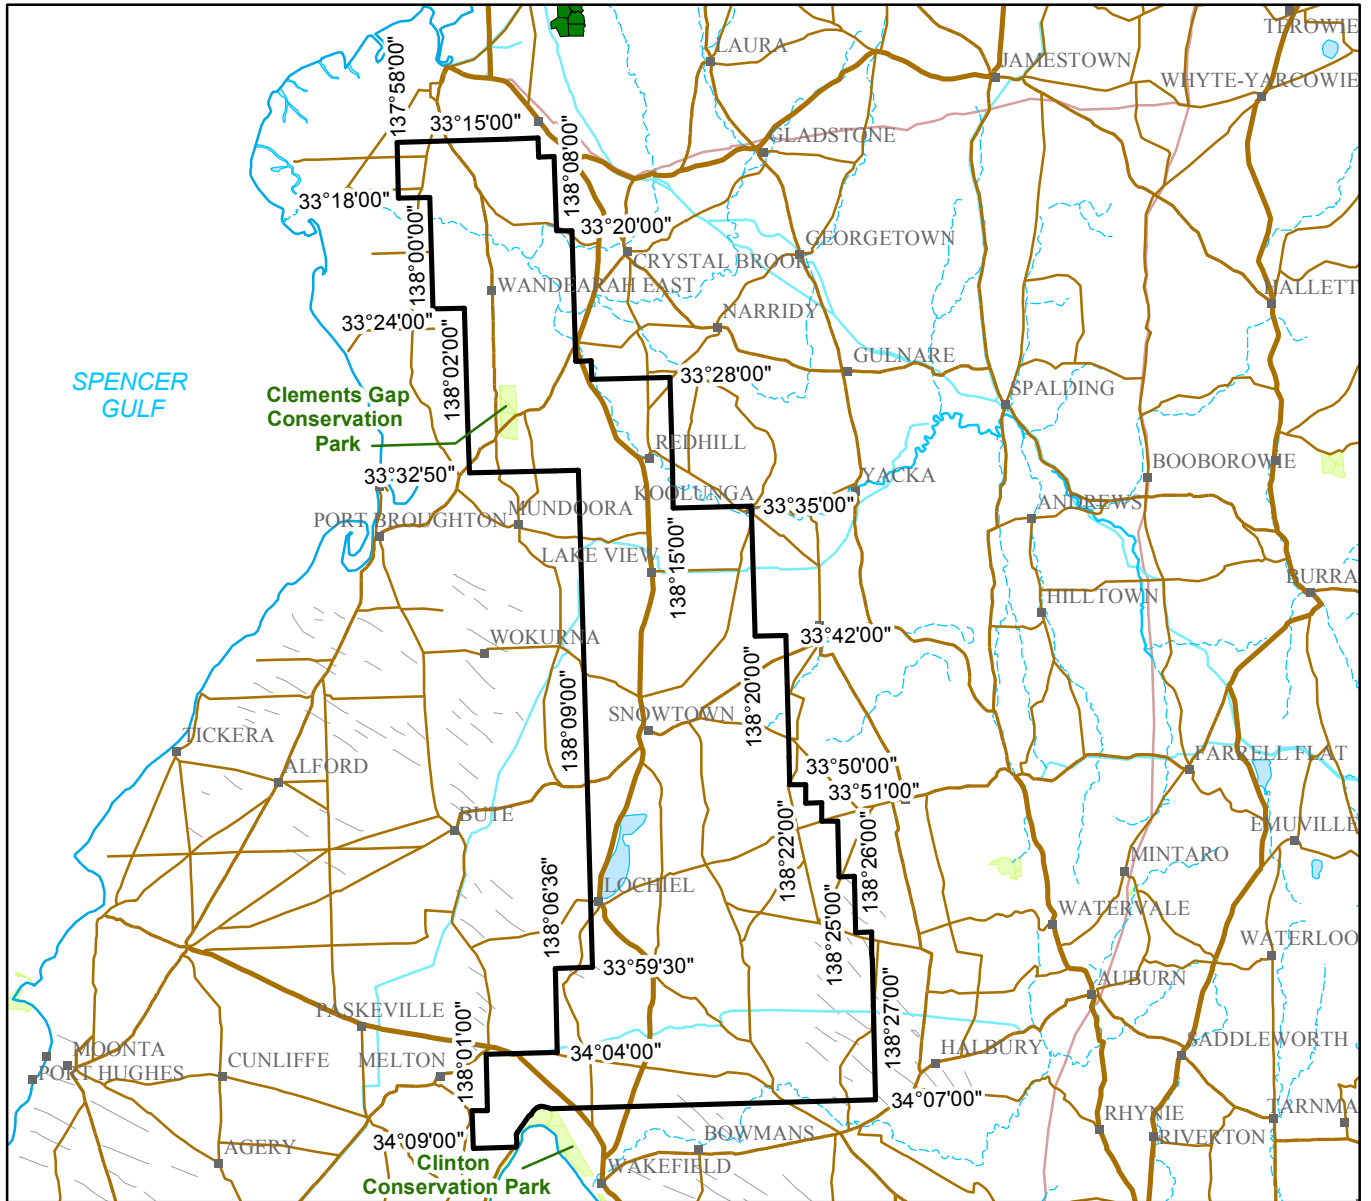 TEROWIE
LAURA
JAMESTOWN
WHYTE-YARCOWIE
137°58'00"
33°15'00"
138°08'00"
GLADSTONE
33°18'00"
138°00'00"
33°20'00"
GEORGETOWN
CRYSTAL BROOK
WANDEARAH EAST
HALLETT
33°24'00"
138°02'00"
NARRIDY
GULNARE
SPENCER
GULF
33°28'00"
SPALDING
Clements Gap
Conservation
Park
REDHILL
BOOBOROWIE
33°32'50"
YACKA
KOOLUNGA
33°35'00"
ANDREWS
PORT BROUGHTON
MUNDOORA
LAKE VIEW
138°15'00"
BURRA
HILLTOWN
WOKURNA
33°42'00"
138°20'00"
138°09'00"
SNOWTOWN
TICKERA
ALFORD
33°50'00"
33°51'00"
FARRELL FLAT
BUTE
EMUVILLE
138°22'00"
138°26'00"
MINTARO
LOCHIEL
138°06'36"
138°25'00"
WATERVALE
WATERLOO
33°59'30"
AUBURN
PASKEVILLE
138°01'00"
138°27'00"
MOONTA
PORT HUGHES
CUNLIFFE
MELTON
34°04'00"
HALBURY
SADDLEWORTH
34°07'00"
RHYNIE
TARNMA
34°09'00"
AGERY
BOWMANS
RIVERTON
Clinton
Conservation Park
WAKEFIELD